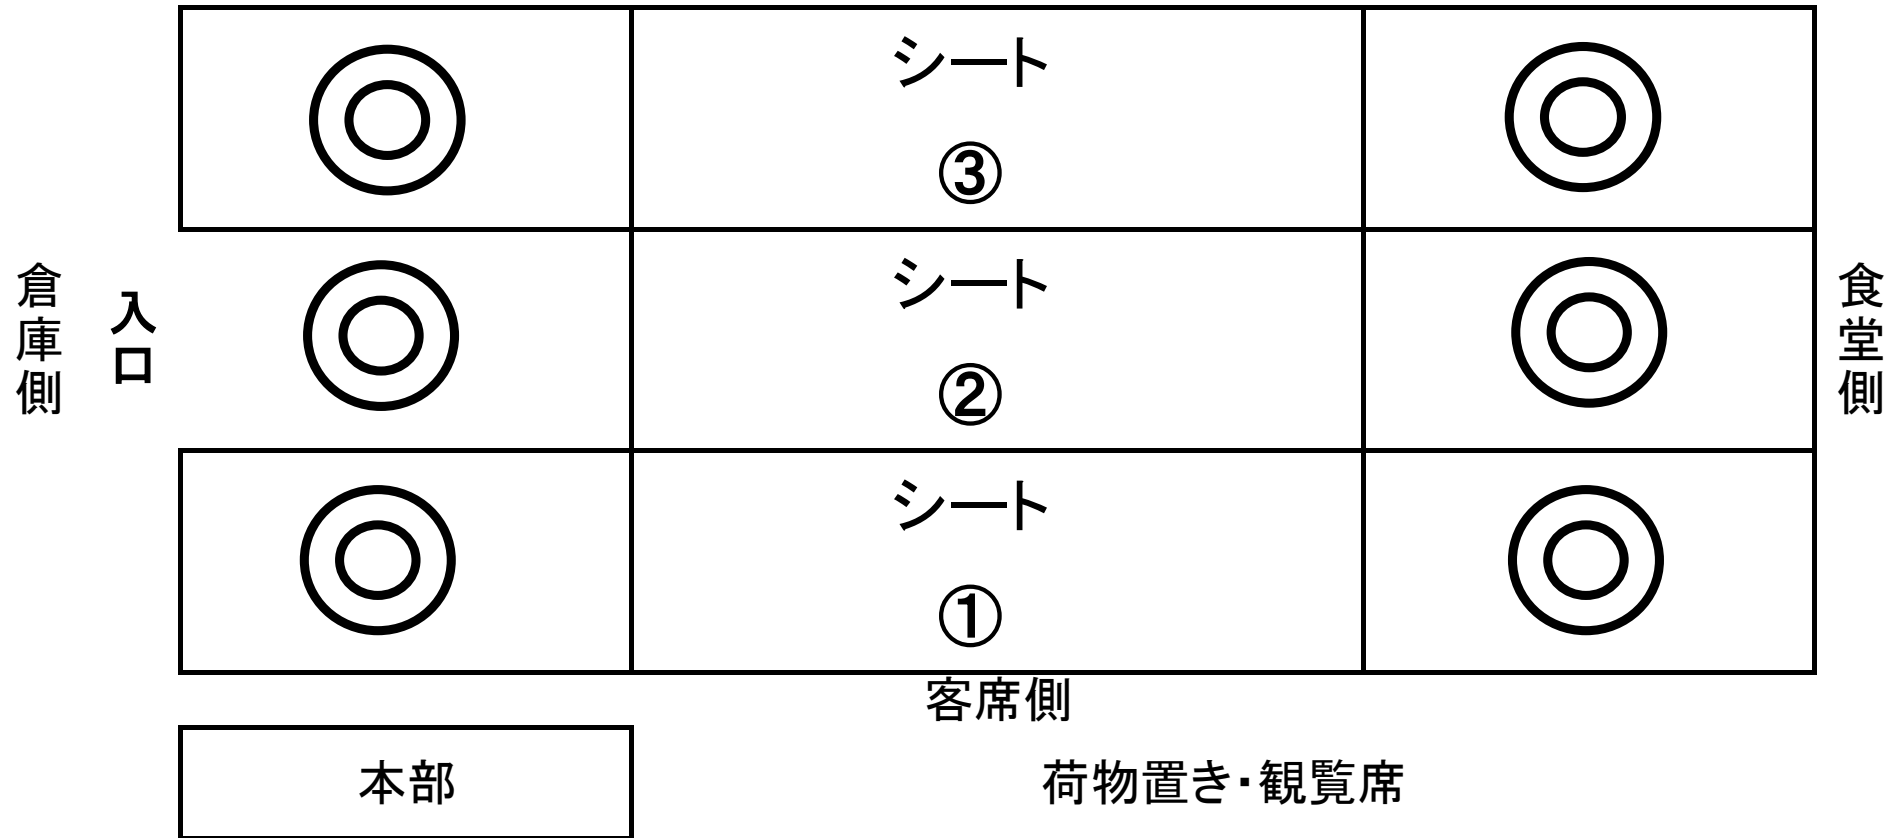 シート
③
倉庫側
入口
シート
②
食堂側
シート
①
客席側
本部
荷物置き・観覧席